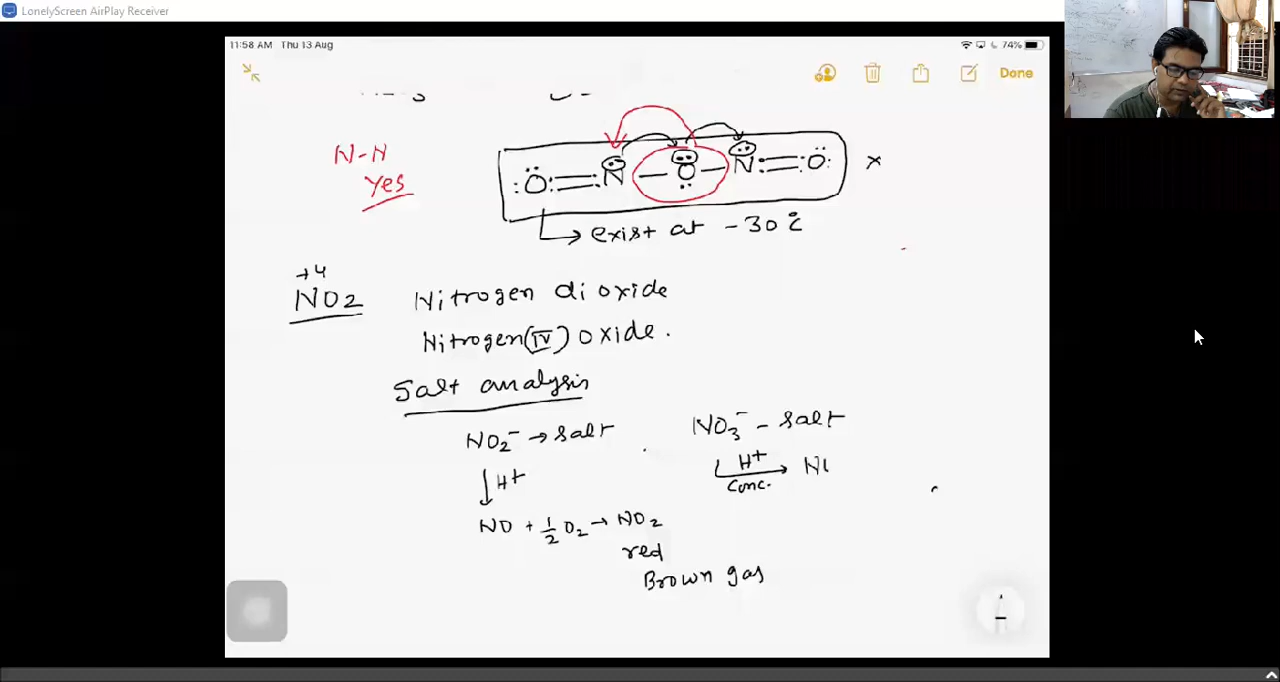 LonelyScreen AirPlay Receiver
11:58 AM Thu 13 Aug
74%
Done
N-N
Yes
:Ö=N-Ö-N=Ö: ×
exist at -30°C
+4
NO2 Nitrogen dioxide
Nitrogen(IV) oxide.
Salt analysis
NO2⁻ → salt
NO3⁻ - salt
↓H+
H+ →
Conc.
NO + 1/2 O2 → NO2
red
Brown gas